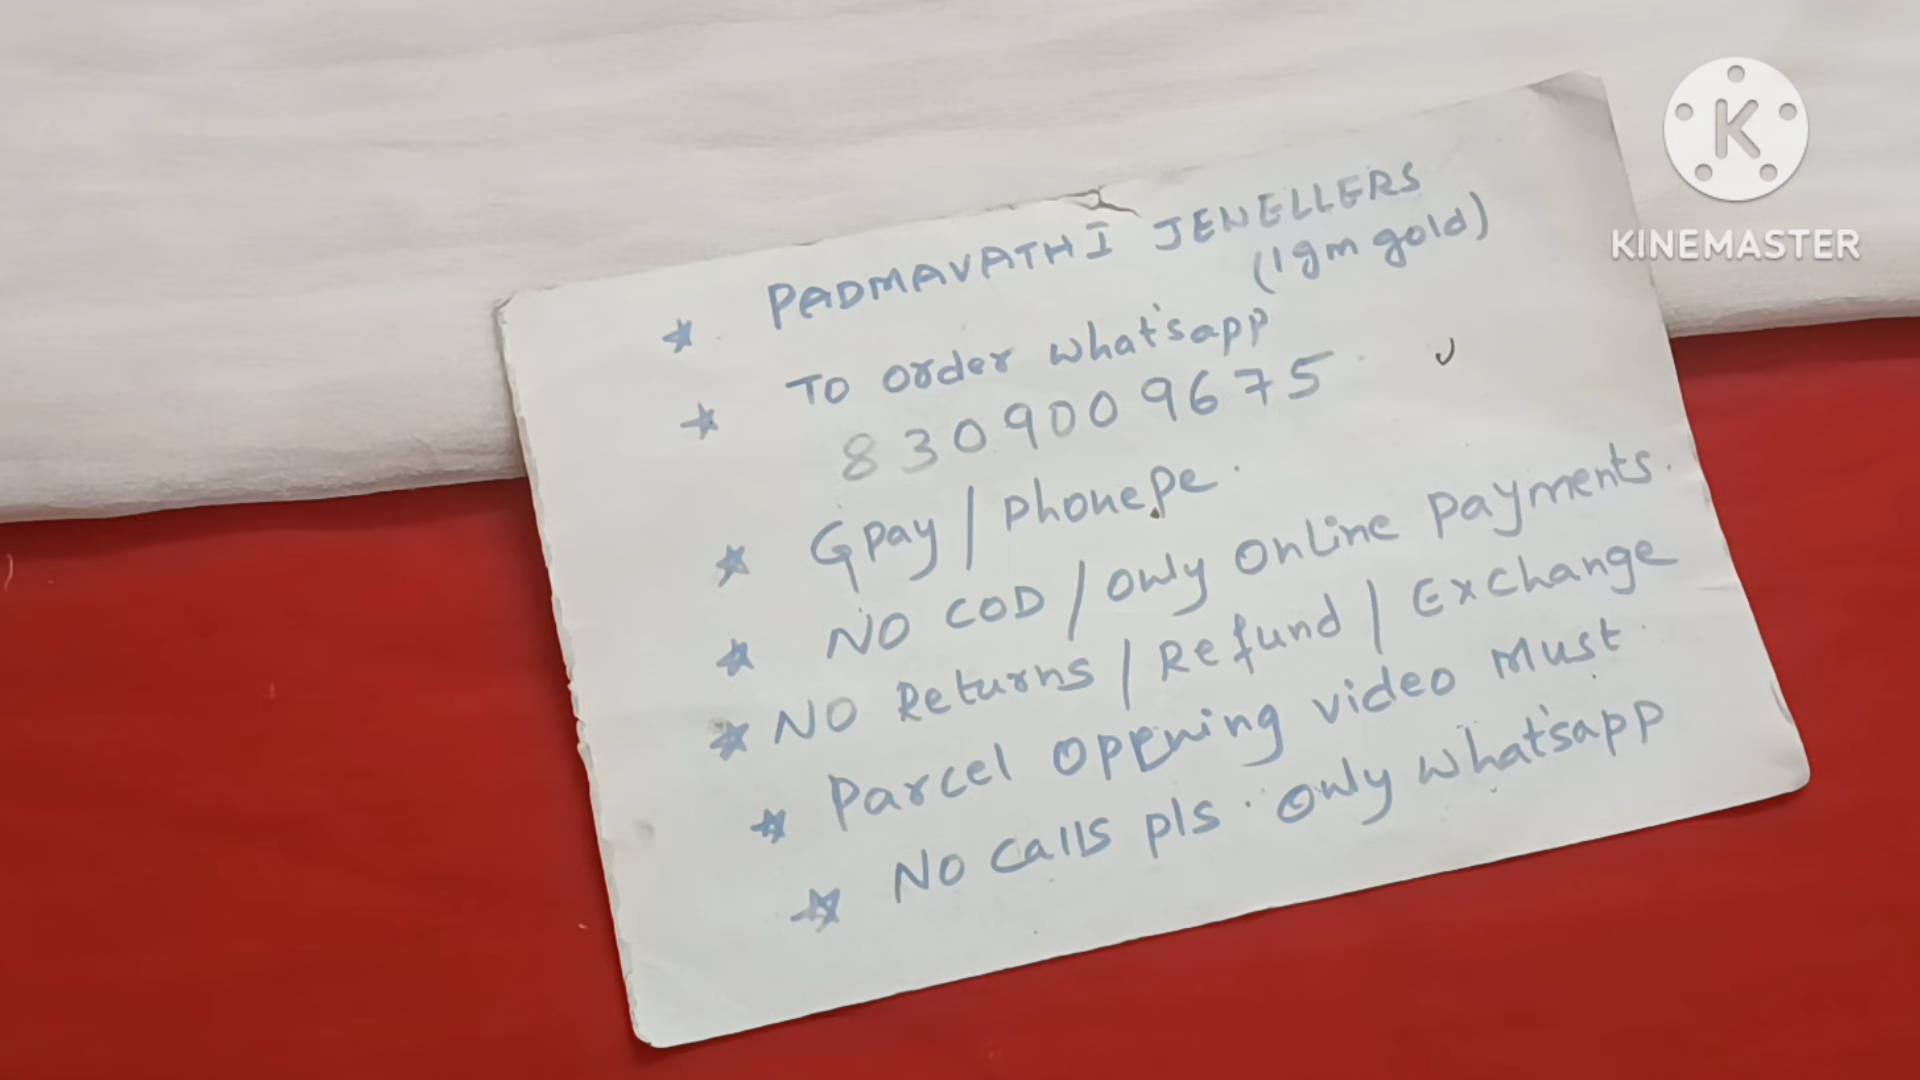 PADMAVATHI JEWELLERS
(1gm gold)
TO order whatsapp
8309009675
Gpay / phonepe.
NO COD / only online payments.
NO Returns / Refund / Exchange
Parcel opening video Must.
No calls pls. only whatsapp
K
KINEMASTER